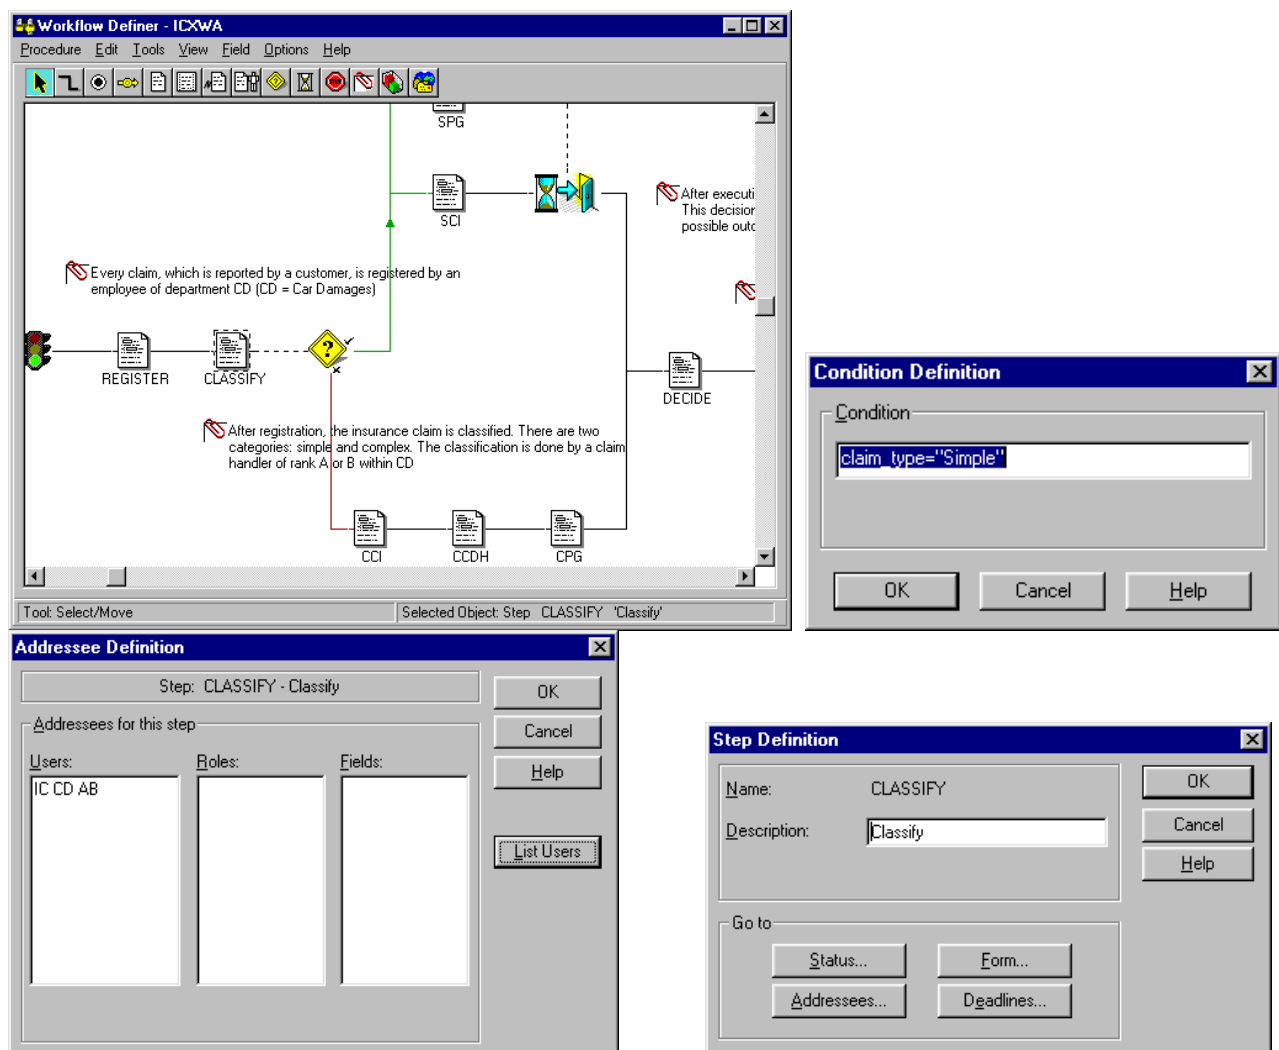 Workflow Definer - ICXWA
Procedure Edit Tools View Field Options Help
SPG
SCI
After executi
This decision
possible outc
Every claim, which is reported by a customer, is registered by an
employee of department CD (CD = Car Damages)
?
REGISTER
CLASSIFY
DECIDE
After registration, the insurance claim is classified. There are two
categories: simple and complex. The classification is done by a claim
handler of rank A or B within CD
CCI
CCDH
CPG
Tool: Select/Move
Selected Object: Step CLASSIFY 'Classify'
Condition Definition
Condition
claim_type="Simple"
OK
Cancel
Help
Addressee Definition
Step: CLASSIFY - Classify
OK
Addressees for this step
Cancel
Users:
Roles:
Fields:
Help
IC CD AB
List Users
Step Definition
Name:
CLASSIFY
OK
Description:
Classify
Cancel
Help
Go to
Status...
Form...
Addressees...
Deadlines...